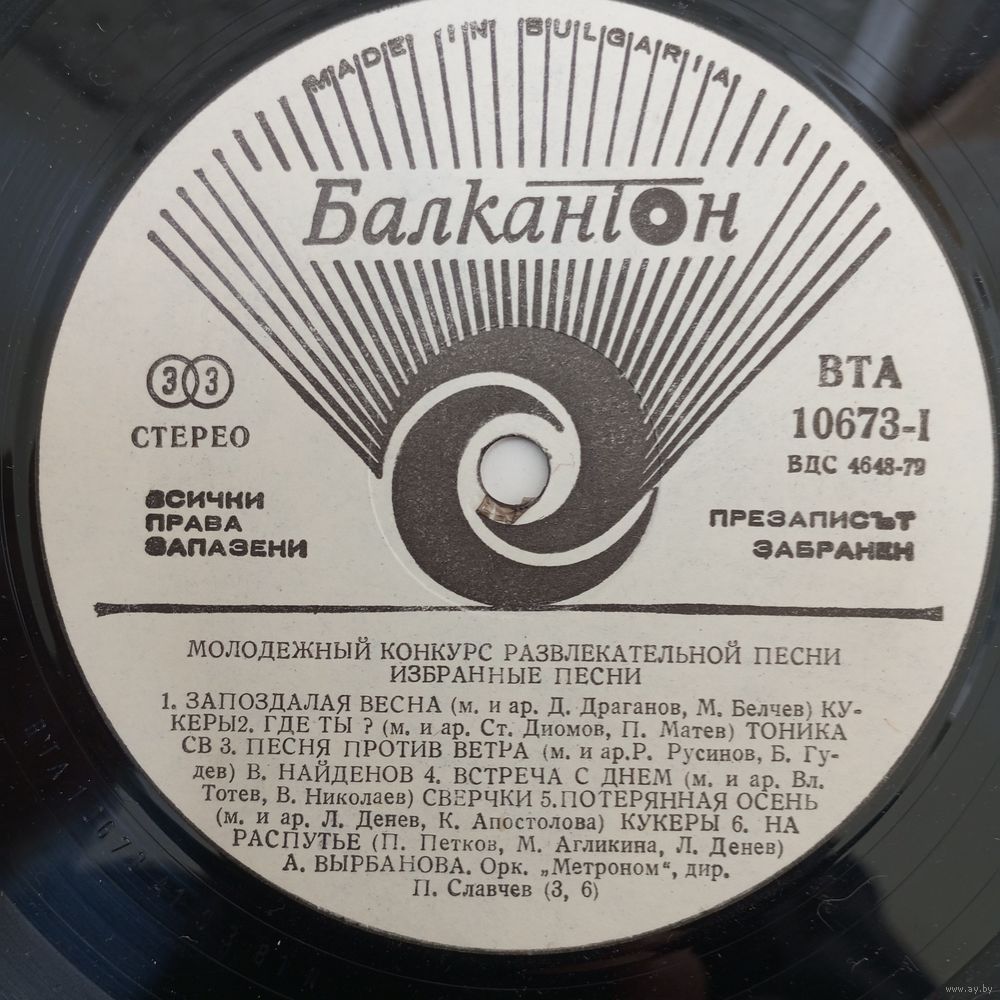 MADE IN BULGARIA
Балкантон
33
СТЕРЕО
ВСИЧКИ
ПРАВА
ЗАПАЗЕНИ
ВТА
10673-I
ВДС 4648-79
ПРЕЗАПИСЪТ
ЗАБРАНЕН
МОЛОДЕЖНЫЙ КОНКУРС РАЗВЛЕКАТЕЛЬНОЙ ПЕСНИ
ИЗБРАННЫЕ ПЕСНИ
1. ЗАПОЗДАЛАЯ ВЕСНА (м. и ар. Д. Драганов, М. Белчев) КУ-
КЕРЫ2. ГДЕ ТЫ ? (м. и ар. Ст. Диомов, П. Матев) ТОНИКА
СВ 3. ПЕСНЯ ПРОТИВ ВЕТРА (м. и ар.Р. Русинов, Б. Гу-
дев) В. НАЙДЕНОВ 4. ВСТРЕЧА С ДНЕМ (м. и ар. Вл.
Тотев, В. Николаев) СВЕРЧКИ 5.ПОТЕРЯННАЯ ОСЕНЬ
(м. и ар. Л. Денев, К. Апостолова) КУКЕРЫ 6. НА
РАСПУТЬЕ (П. Петков, М. Агликина, Л. Денев)
А. ВЫРБАНОВА. Орк. „Метроном“, дир.
П. Славчев (3, 6)
www.ay.by